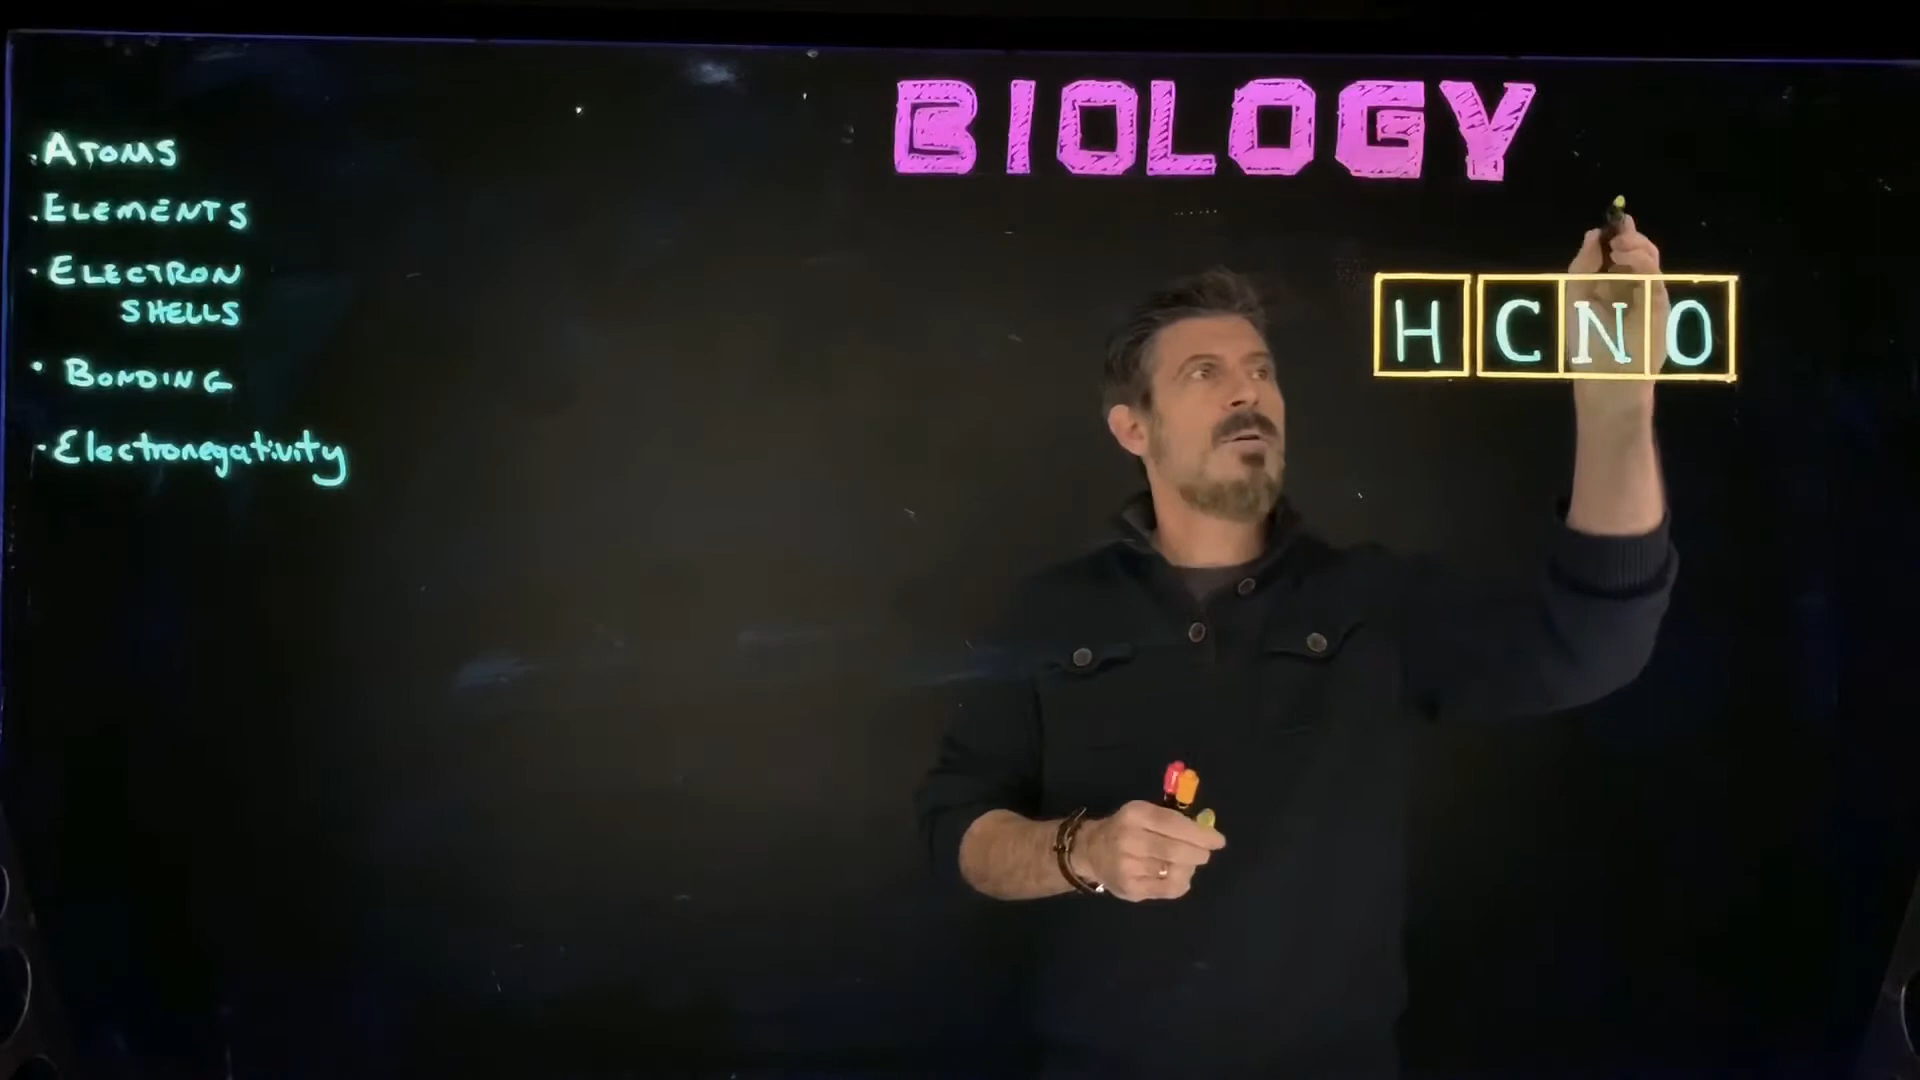 BIOLOGY
. ATOMS
. ELEMENTS
· ELECTRON
SHELLS
· BONDING
· Electronegativity
H C N O